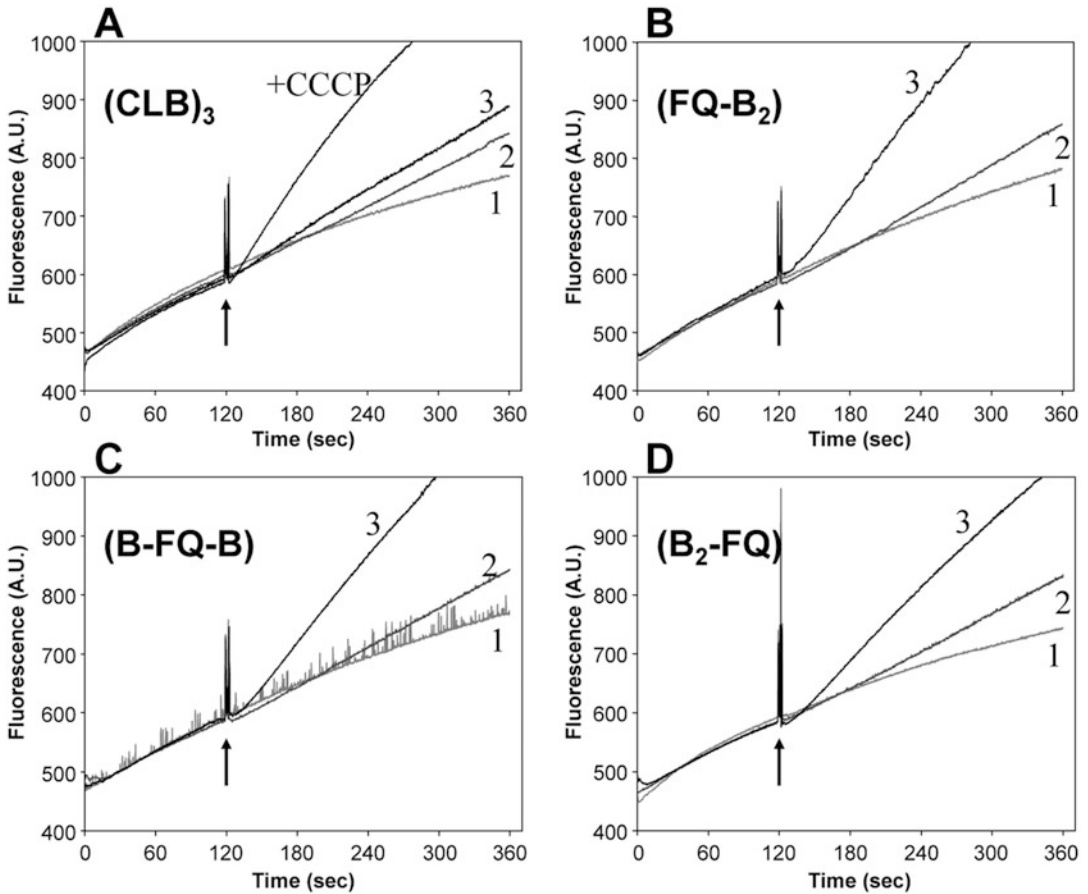 A
1000
900
800
700
600
500
400
Fluorescence (A.U.)
(CLB)3
+CCCP
3
2
1
0 60 120 180 240 300 360
Time (sec)
B
1000
900
800
700
600
500
400
Fluorescence (A.U.)
(FQ-B2)
3
2
1
0 60 120 180 240 300 360
Time (sec)
C
1000
900
800
700
600
500
400
Fluorescence (A.U.)
(B-FQ-B)
3
2
1
0 60 120 180 240 300 360
Time (sec)
D
1000
900
800
700
600
500
400
Fluorescence (A.U.)
(B2-FQ)
3
2
1
0 60 120 180 240 300 360
Time (sec)